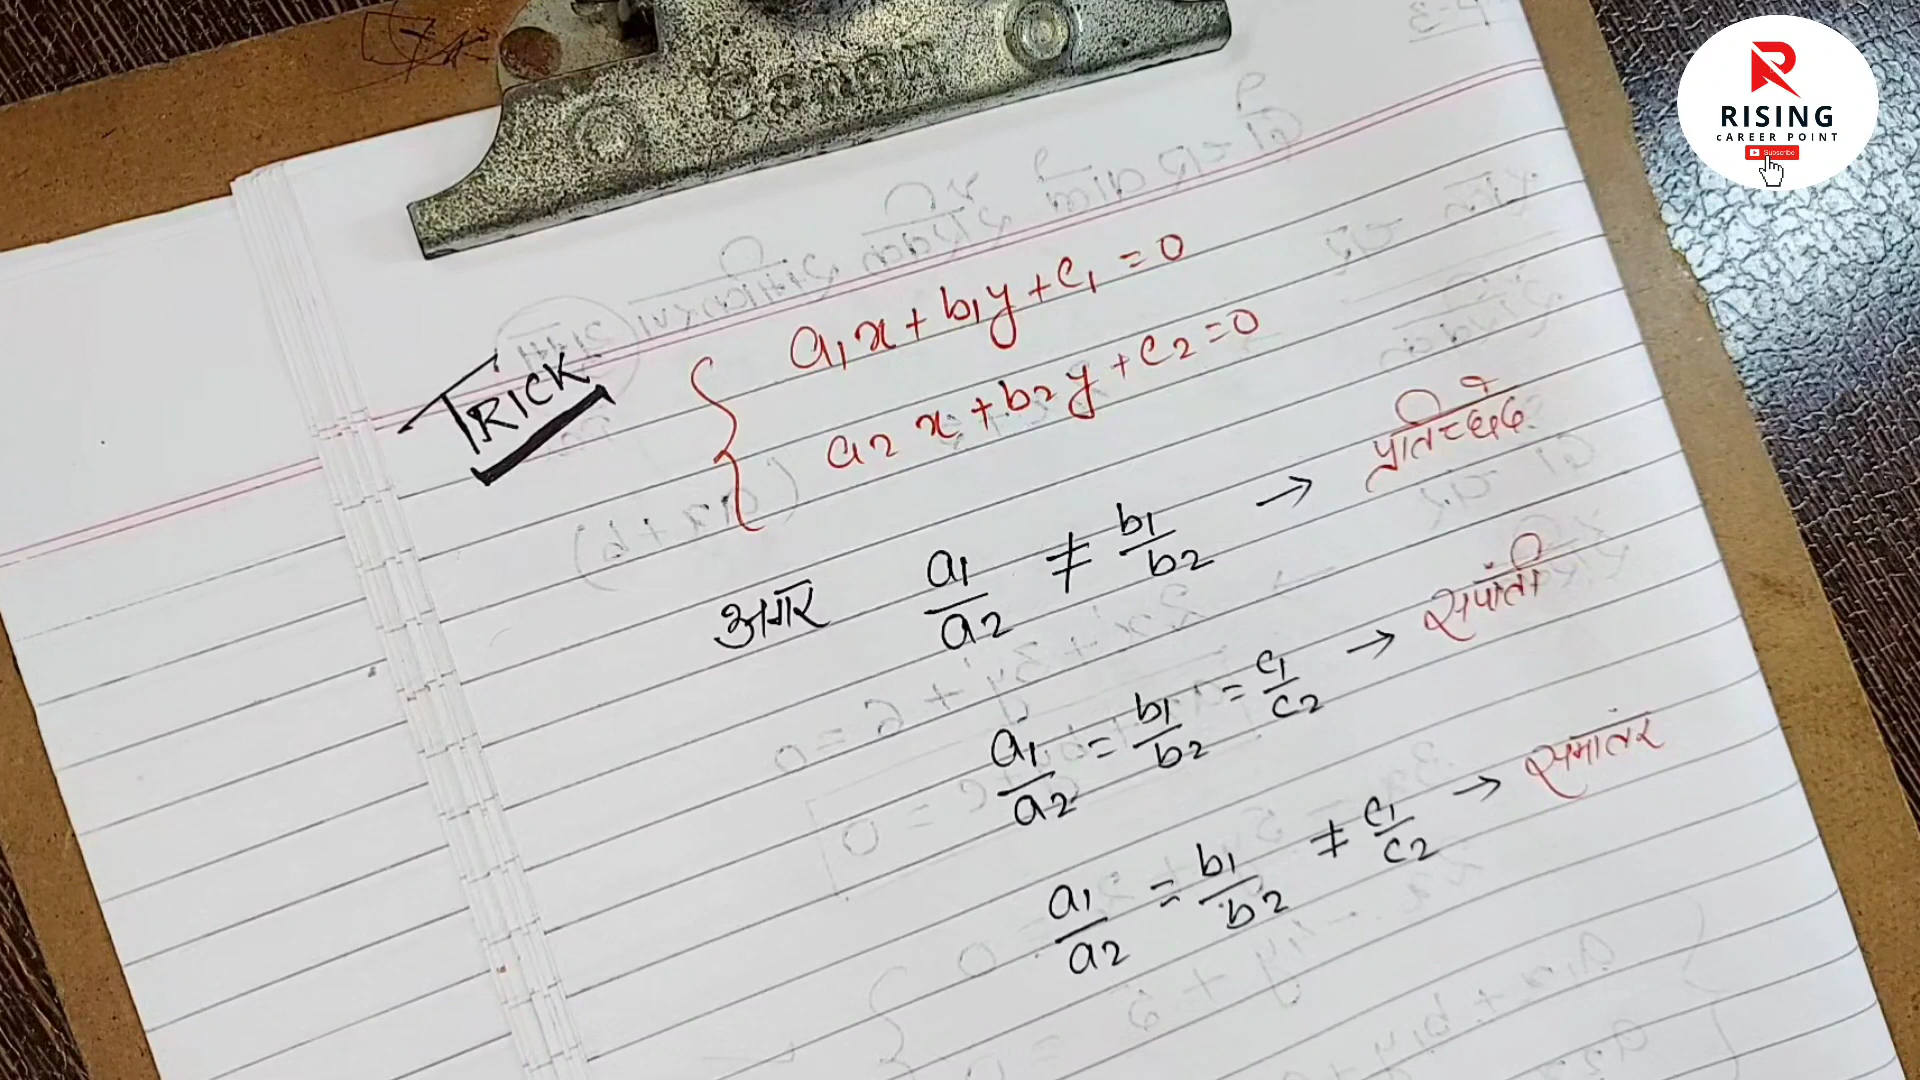 RISING
CAREER POINT
Subscribe
TRICK
a₁x + b₁y + c₁ = 0
a₂x + b₂y + c₂ = 0
अगर a₁/a₂ ≠ b₁/b₂ → प्रतिच्छेद
a₁/a₂ = b₁/b₂ = c₁/c₂ → संपाती
a₁/a₂ = b₁/b₂ ≠ c₁/c₂ → समांतर